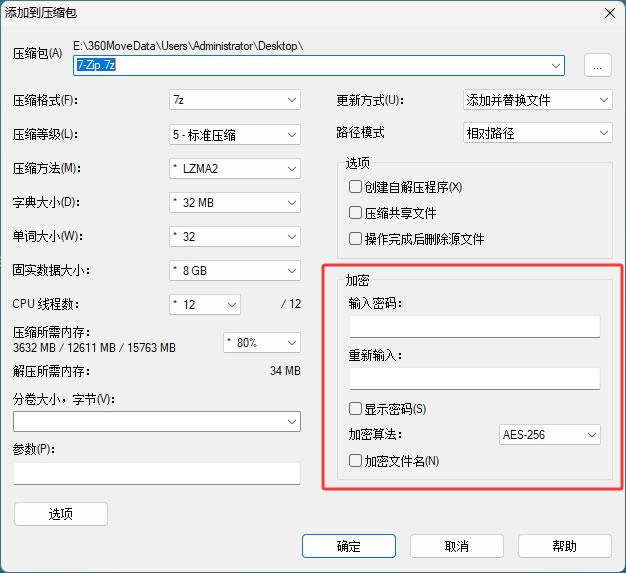 添加到压缩包
压缩包(A)
E:\360MoveData\Users\Administrator\Desktop\
7-Zip.7z
...
压缩格式(F):
7z
压缩等级(L):
5 - 标准压缩
压缩方法(M):
* LZMA2
字典大小(D):
* 32 MB
单词大小(W):
* 32
固实数据大小:
* 8 GB
CPU 线程数:
* 12
/ 12
压缩所需内存:
3632 MB / 12611 MB / 15763 MB
* 80%
解压所需内存:
34 MB
分卷大小，字节(V):
参数(P):
选项
更新方式(U):
添加并替换文件
路径模式
相对路径
选项
创建自解压程序(X)
压缩共享文件
操作完成后删除源文件
加密
输入密码:
重新输入:
显示密码(S)
加密算法:
AES-256
加密文件名(N)
确定
取消
帮助